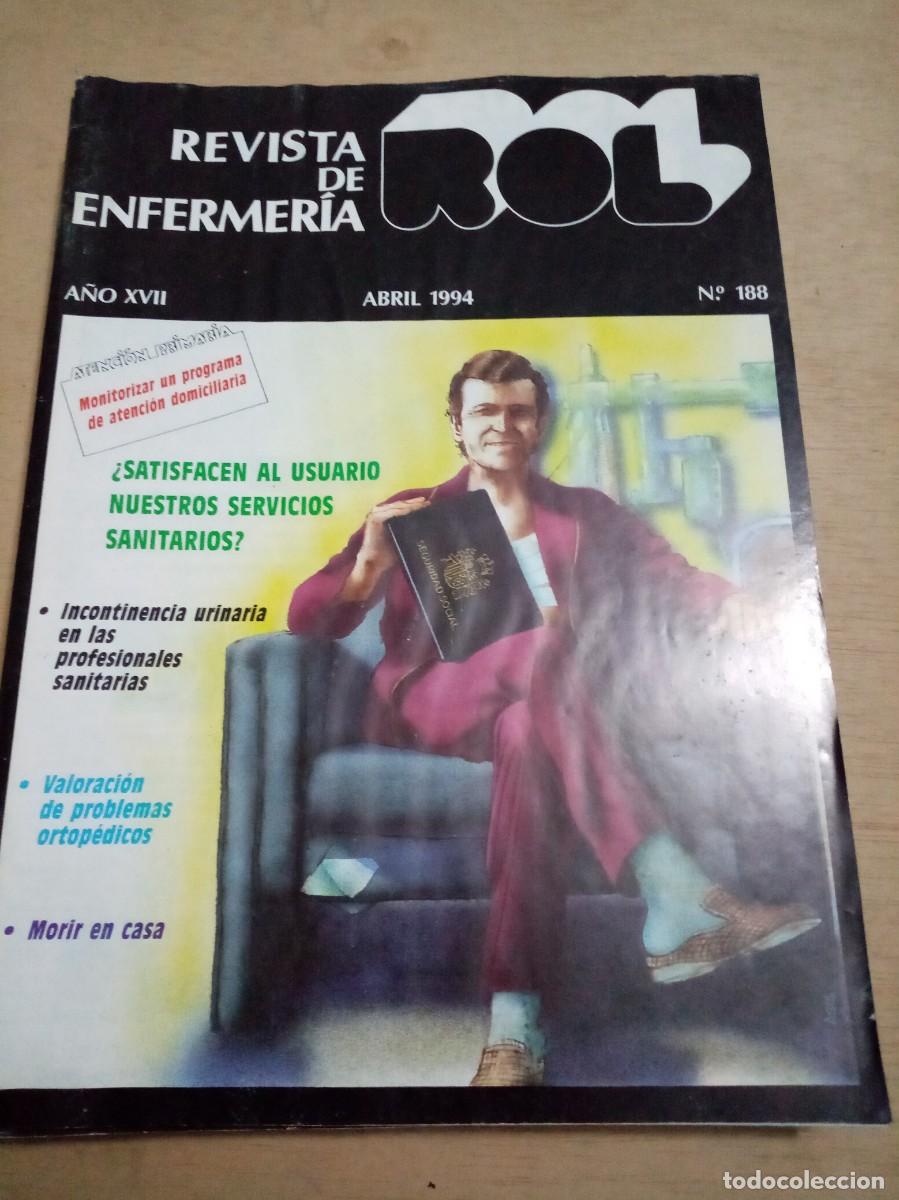 REVISTA
DE
ENFERMERÍA
ROL
AÑO XVII
ABRIL 1994
N.º 188
ATENCIÓN PRIMARIA
Monitorizar un programa
de atención domiciliaria
¿SATISFACEN AL USUARIO
NUESTROS SERVICIOS
SANITARIOS?
SEGURIDAD SOCIAL
• Incontinencia urinaria
en las
profesionales
sanitarias
• Valoración
de problemas
ortopédicos
• Morir en casa
todocoleccion